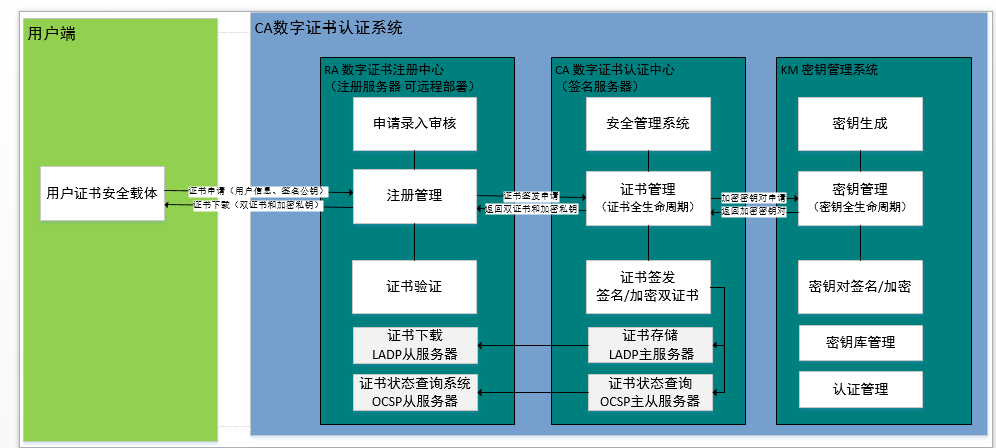 用户端
用户证书安全载体
CA数字证书认证系统
证书申请（用户信息、签名公钥）
证书下载（双证书和加密私钥）
RA 数字证书注册中心
（注册服务器 可远程部署）
申请录入审核
注册管理
证书验证
证书下载
LADP从服务器
证书状态查询系统
OCSP从服务器
证书签发申请
返回双证书和加密私钥
CA 数字证书认证中心
（签名服务器）
安全管理系统
证书管理
（证书全生命周期）
证书签发
签名/加密双证书
证书存储
LADP主服务器
证书状态查询
OCSP主从服务器
加密密钥对申请
返回加密密钥对
KM 密钥管理系统
密钥生成
密钥管理
（密钥全生命周期）
密钥对签名/加密
密钥库管理
认证管理